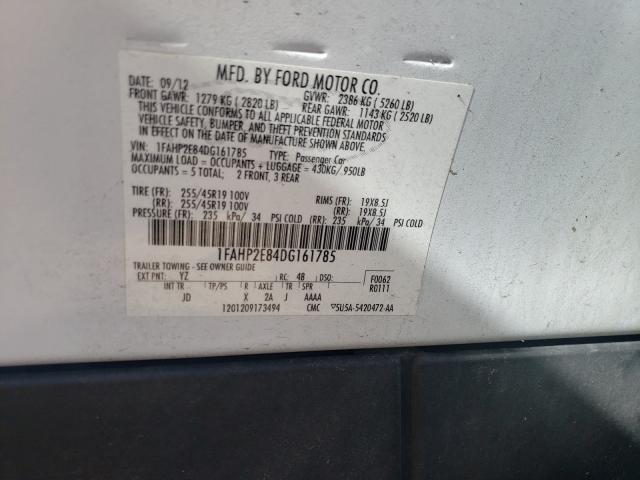 MFD. BY FORD MOTOR CO.
DATE: 09/12 GVWR: 2386 KG ( 5260 LB)
FRONT GAWR: 1279 KG ( 2820 LB) REAR GAWR: 1143 KG ( 2520 LB)
THIS VEHICLE CONFORMS TO ALL APPLICABLE FEDERAL MOTOR
VEHICLE SAFETY, BUMPER, AND THEFT PREVENTION STANDARDS
IN EFFECT ON THE DATE OF MANUFACTURE SHOWN ABOVE.
VIN: 1FAHP2E84DG161785 TYPE: Passenger Car
MAXIMUM LOAD = OCCUPANTS + LUGGAGE = 430KG/ 950LB
OCCUPANTS = 5 TOTAL; 2 FRONT, 3 REAR
TIRE (FR): 255/45R19 100V RIMS (FR): 19X8.5J
(RR): 255/45R19 100V (RR): 19X8.5J
PRESSURE (FR): 235 kPa/ 34 PSI COLD (RR): 235 kPa/ 34 PSI COLD
1FAHP2E84DG161785
TRAILER TOWING - SEE OWNER GUIDE
EXT PNT: YZ RC: 48 DSO: F0062
INT TR TP/PS R AXLE TR SPR R0111
JD X 2A J AAAA
1201209173494 CMC ▽5U5A-5420472-AA